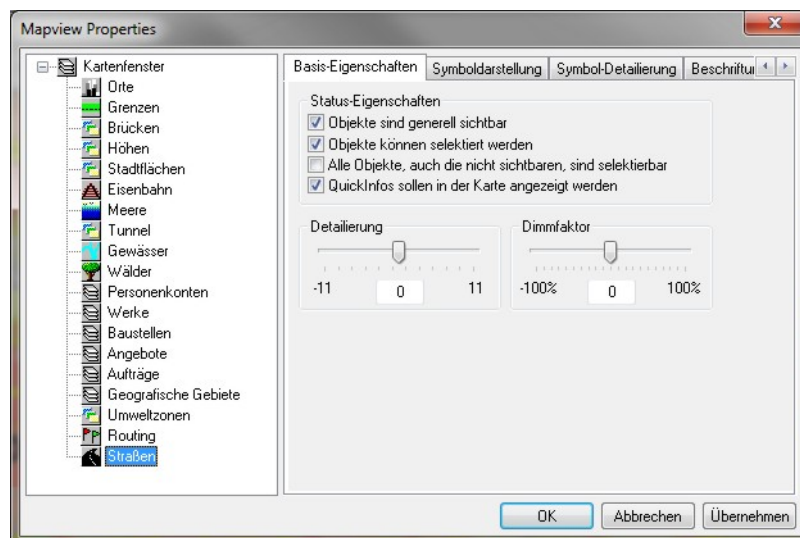 Mapview Properties
Kartenfenster
Orte
Grenzen
Brücken
Höhen
Stadtflächen
Eisenbahn
Meere
Tunnel
Gewässer
Wälder
Personenkonten
Werke
Baustellen
Angebote
Aufträge
Geografische Gebiete
Umweltzonen
Routing
Straßen
Basis-Eigenschaften Symboldarstellung Symbol-Detailierung Beschriftu
Status-Eigenschaften
Objekte sind generell sichtbar
Objekte können selektiert werden
Alle Objekte, auch die nicht sichtbaren, sind selektierbar
QuickInfos sollen in der Karte angezeigt werden
Detailierung
-11 0 11
Dimmfaktor
-100% 0 100%
OK Abbrechen Übernehmen